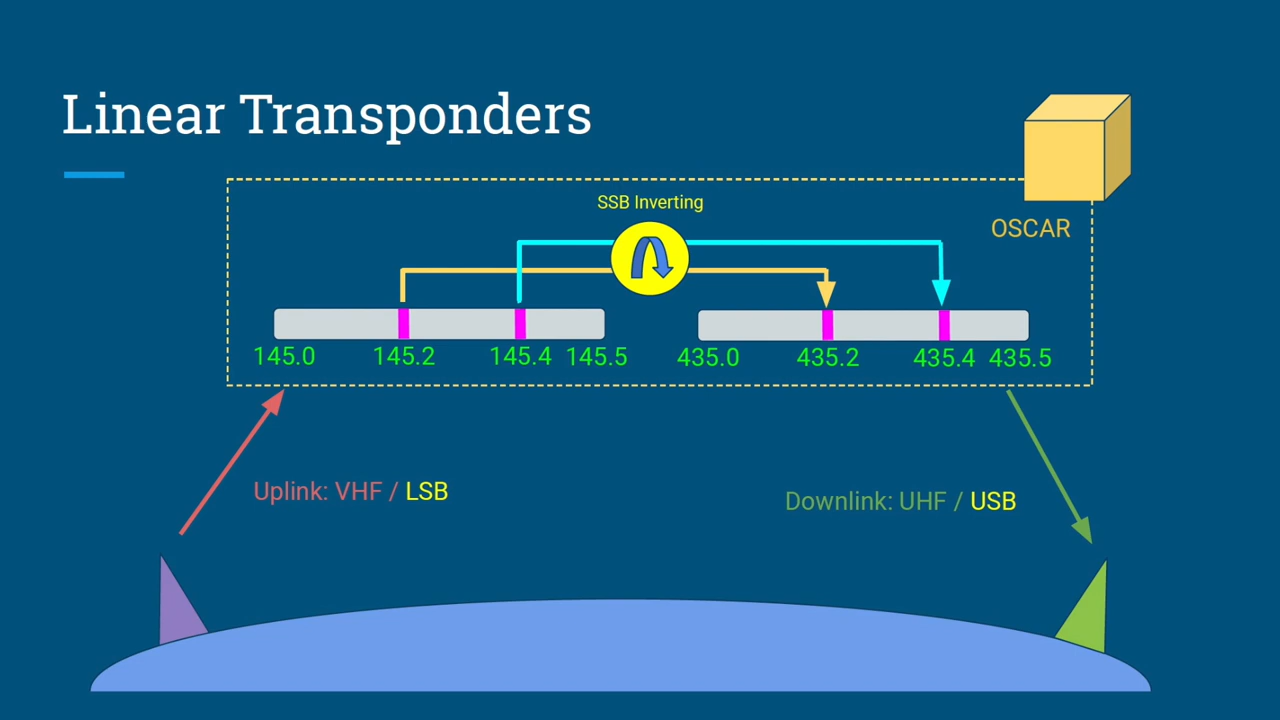 Linear Transponders
SSB Inverting
OSCAR
145.0 145.2 145.4 145.5 435.0 435.2 435.4 435.5
Uplink: VHF / LSB
Downlink: UHF / USB